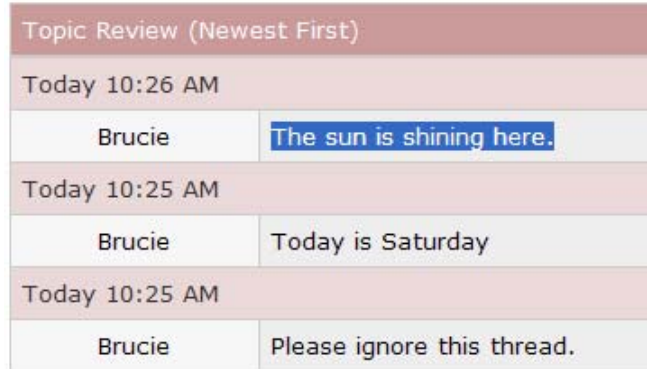 Topic Review (Newest First)
Today 10:26 AM
Brucie The sun is shining here.
Today 10:25 AM
Brucie Today is Saturday
Today 10:25 AM
Brucie Please ignore this thread.